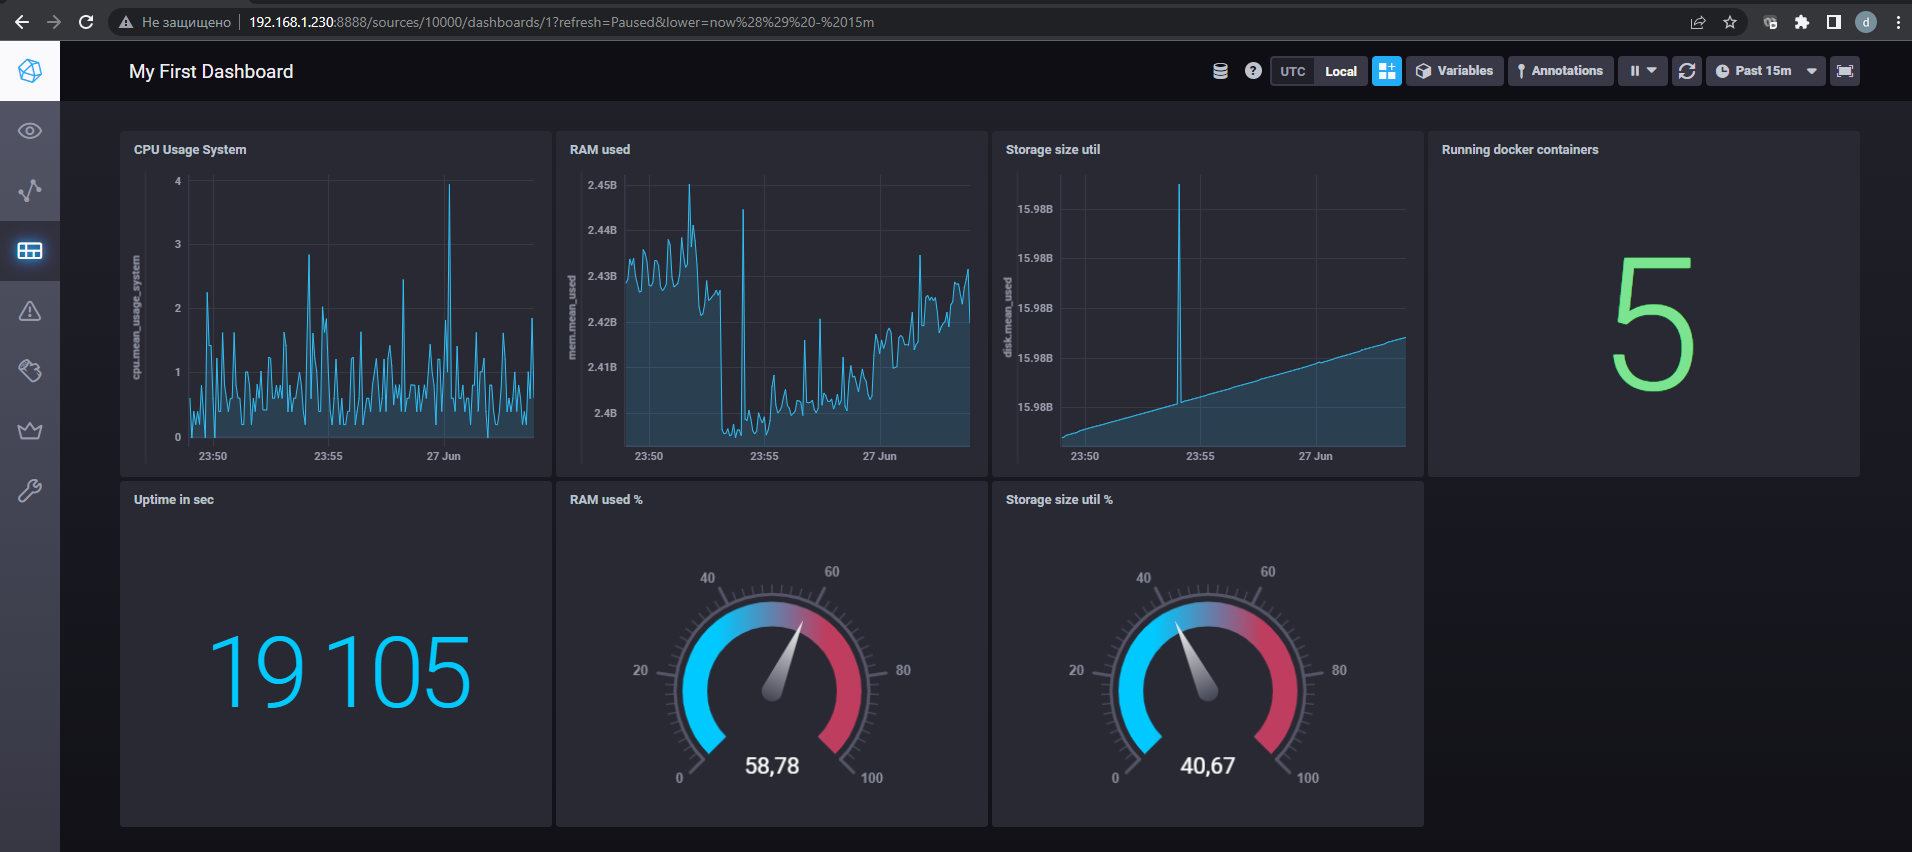 Не защищено 192.168.1.230:8888/sources/10000/dashboards/1?refresh=Paused&lower=now%28%29%20-%2015m d
My First Dashboard ? UTC Local Variables Annotations Past 15m
CPU Usage System
cpu.mean_usage_system
4
3
2
1
0
23:50 23:55 27 Jun
RAM used
mem.mean_used
2.45B
2.44B
2.43B
2.42B
2.41B
2.4B
23:50 23:55 27 Jun
Storage size util
disk.mean_used
15.98B
15.98B
15.98B
15.98B
15.98B
23:50 23:55 27 Jun
Running docker containers
5
Uptime in sec
19 105
RAM used %
40 60
20 80
58,78
0 100
Storage size util %
40 60
20 80
40,67
0 100